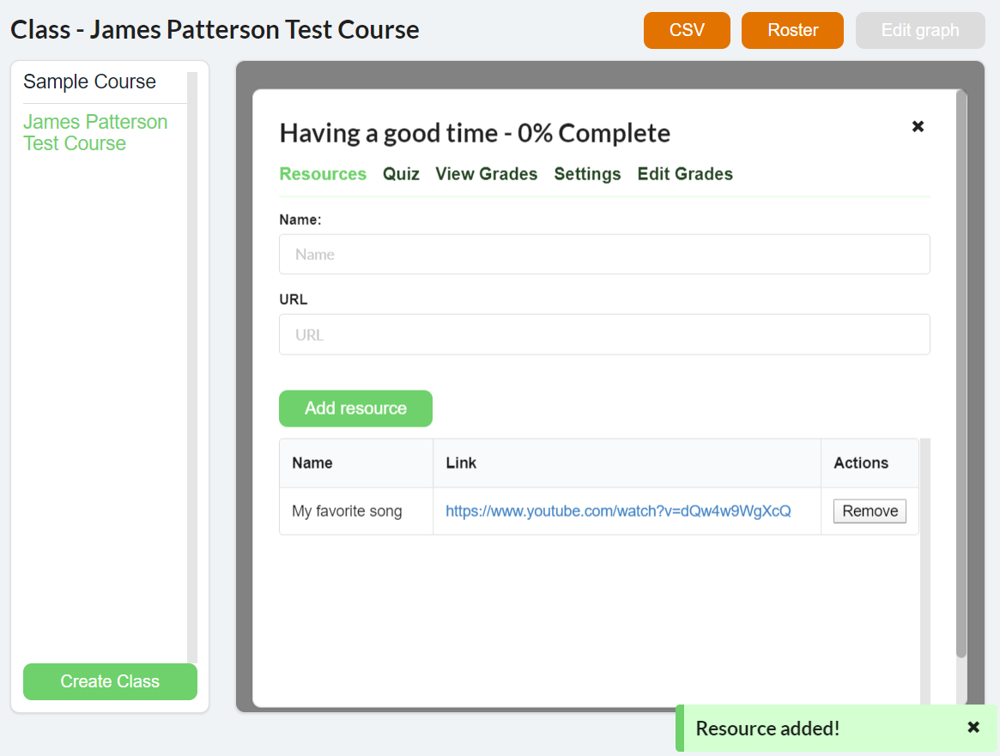 Class - James Patterson Test Course
CSV
Roster
Edit graph
Sample Course
James Patterson
Test Course
Create Class
Having a good time - 0% Complete
Resources Quiz View Grades Settings Edit Grades
Name:
Name
URL
URL
Add resource
Name Link Actions
My favorite song https://www.youtube.com/watch?v=dQw4w9WgXcQ Remove
Resource added!